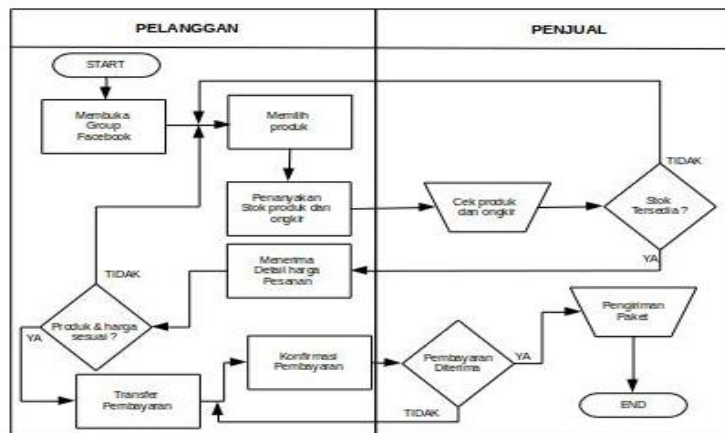 PELANGGAN
PENJUAL
START
Membuka
Group
Facebook
Memilih
produk
TIDAK
Penanyakan
Stok produk dan
ongkir
Cek produk
dan ongkir
Stok
Tersedia ?
YA
Menerima
Detail harga
Pesanan
TIDAK
Produk & harga
sesuai ?
YA
Pengiriman
Paket
Konfirmasi
Pembayaran
Pembayaran
Diterima
YA
TIDAK
Transfer
Pembayaran
END